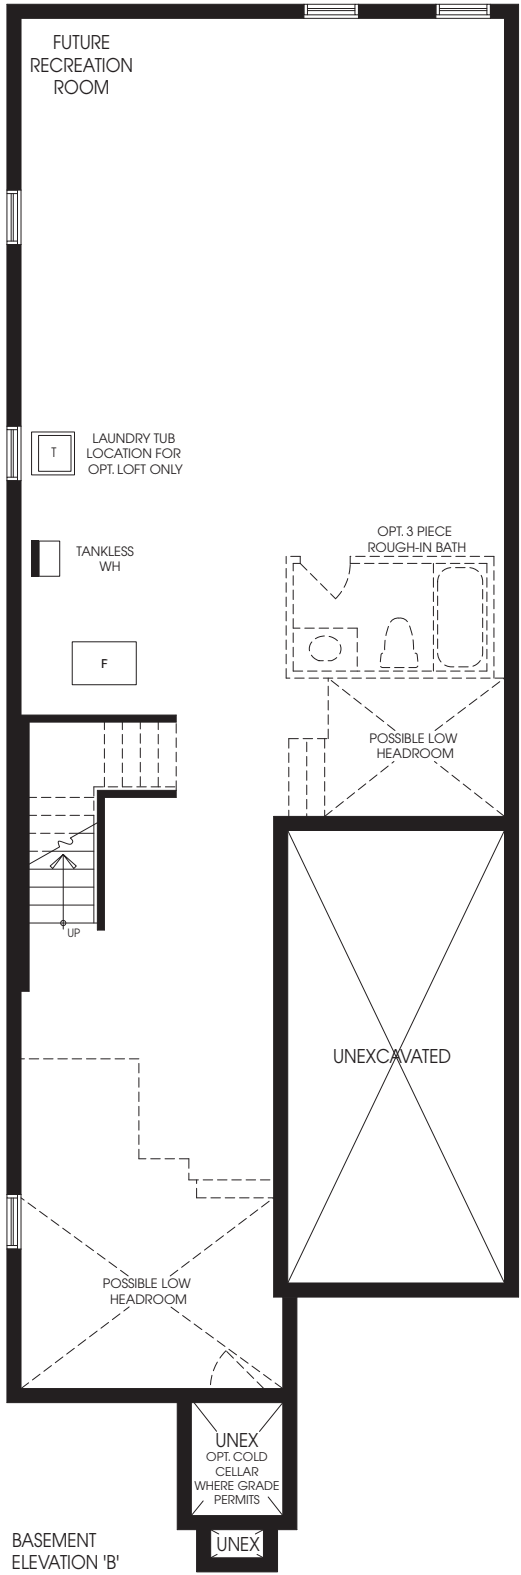 FUTURE
RECREATION
ROOM
T
LAUNDRY TUB
LOCATION FOR
OPT. LOFT ONLY
TANKLESS
WH
OPT. 3 PIECE
ROUGH-IN BATH
F
POSSIBLE LOW
HEADROOM
UP
UNEXCAVATED
POSSIBLE LOW
HEADROOM
UNEX
OPT. COLD
CELLAR
WHERE GRADE
PERMITS
UNEX
BASEMENT
ELEVATION 'B'